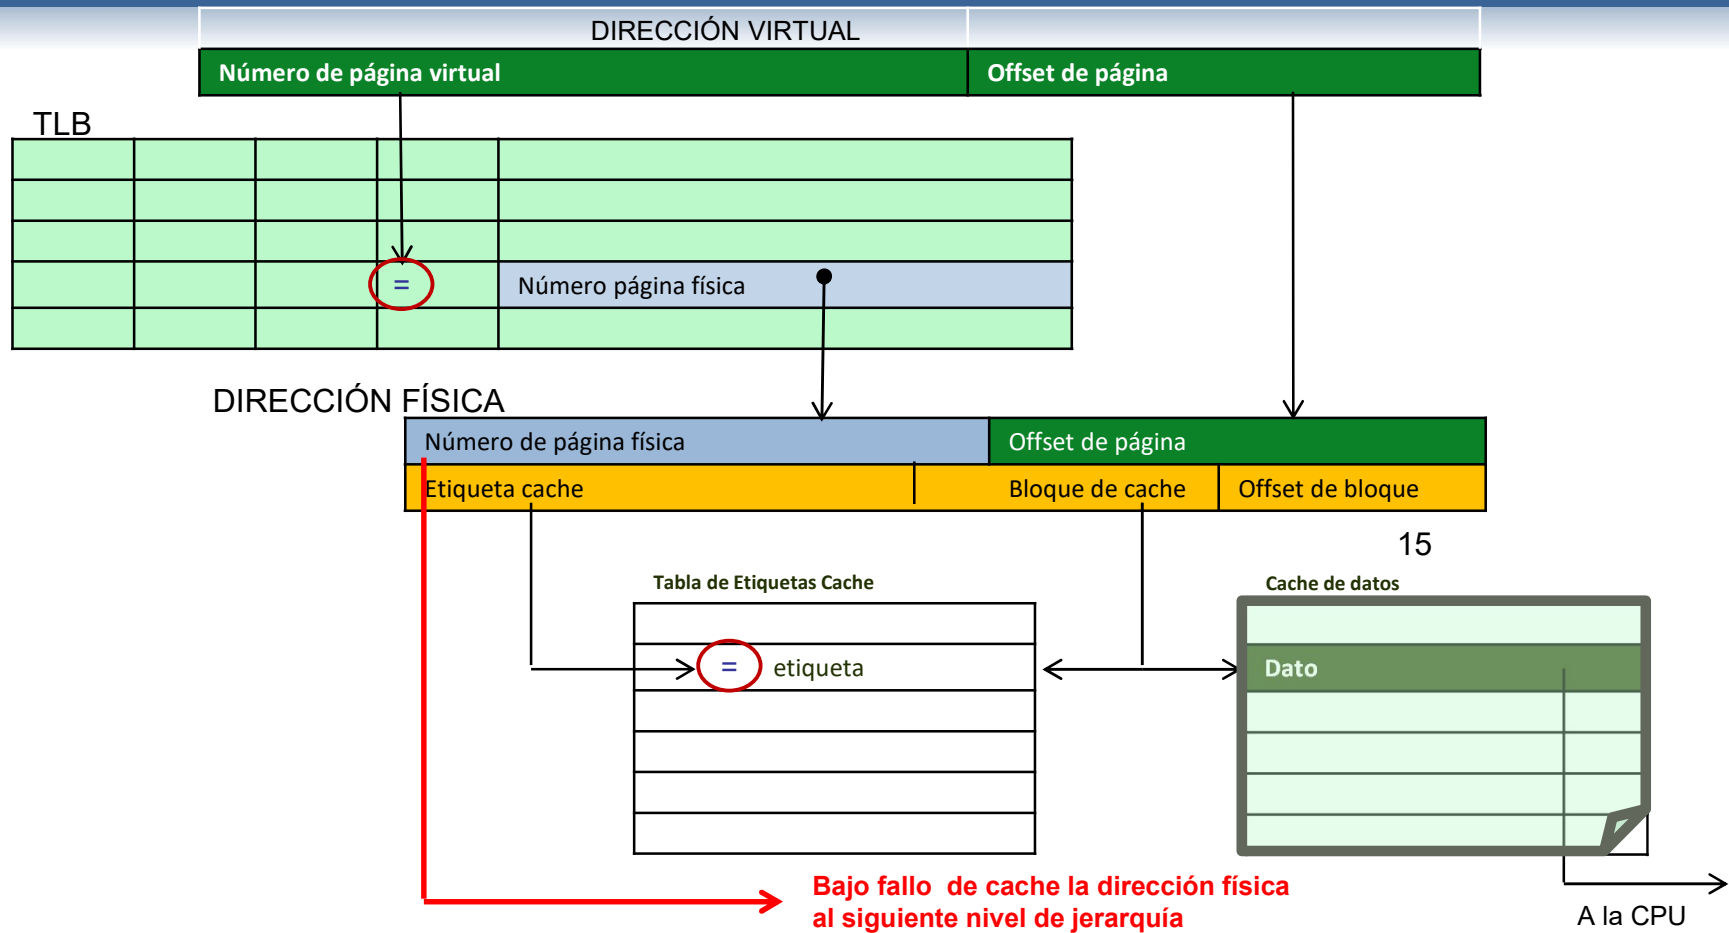 DIRECCIÓN VIRTUAL
Número de página virtual
Offset de página
TLB
=
Número página física
DIRECCIÓN FÍSICA
Número de página física
Offset de página
Etiqueta cache
Bloque de cache
Offset de bloque
15
Tabla de Etiquetas Cache
Cache de datos
=
etiqueta
Dato
Bajo fallo de cache la dirección física
al siguiente nivel de jerarquía
A la CPU